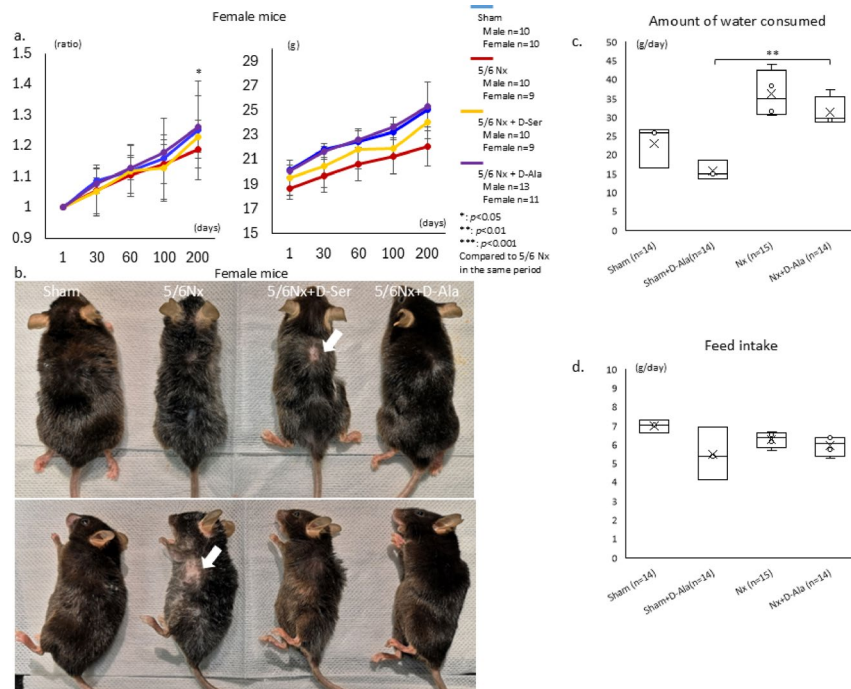 Female mice
a.
(ratio)
1.5
1.4
1.3
1.2
1.1
1
0.9
*
(days)
1 30 60 100 200
(g)
29
27
25
23
21
19
17
15
(days)
1 30 60 100 200
Sham
Male n=10
Female n=10
5/6 Nx
Male n=10
Female n=9
5/6 Nx + D-Ser
Male n=10
Female n=9
5/6 Nx + D-Ala
Male n=13
Female n=11
*: p<0.05
**: p<0.01
***: p<0.001
Compared to 5/6 Nx
in the same period
b.
Female mice
Sham 5/6Nx 5/6Nx+D-Ser 5/6Nx+D-Ala
Amount of water consumed
c.
(g/day)
50
45
40
35
30
25
20
15
10
5
0
**
Sham (n=14) Sham+D-Ala(n=14) Nx (n=15) Nx+D-Ala (n=14)
Feed intake
d.
(g/day)
10
9
8
7
6
5
4
3
2
1
0
Sham (n=14) Sham+D-Ala(n=14) Nx (n=15) Nx+D-Ala (n=14)